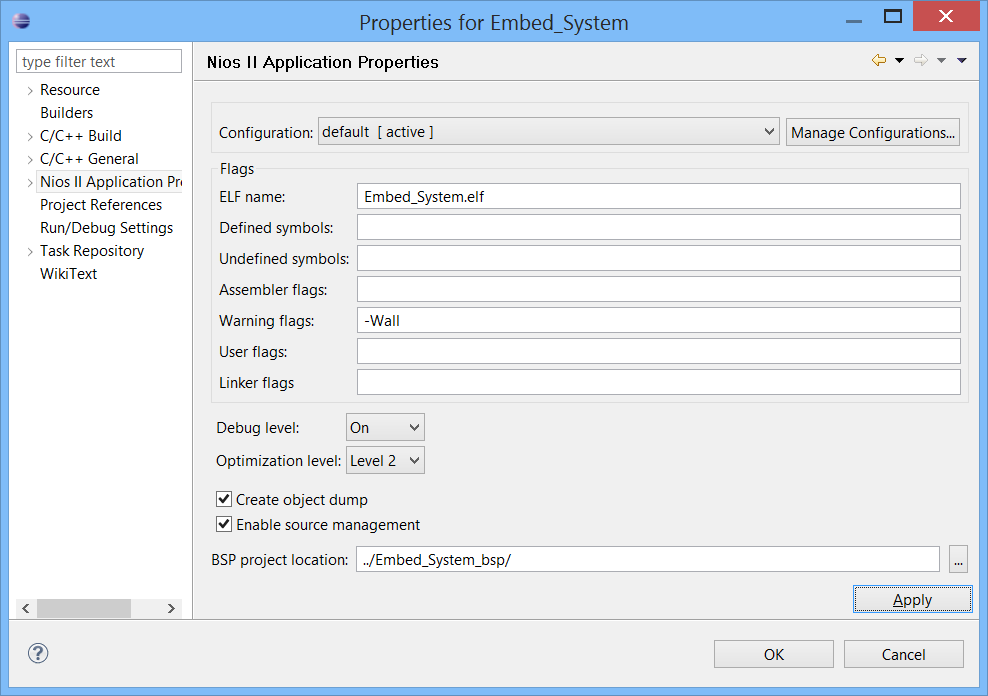 Properties for Embed_System
type filter text
Resource
Builders
C/C++ Build
C/C++ General
Nios II Application Pr
Project References
Run/Debug Settings
Task Repository
WikiText
Nios II Application Properties
Configuration: default [ active ] Manage Configurations...
Flags
ELF name: Embed_System.elf
Defined symbols:
Undefined symbols:
Assembler flags:
Warning flags: -Wall
User flags:
Linker flags
Debug level: On
Optimization level: Level 2
Create object dump
Enable source management
BSP project location: ../Embed_System_bsp/ ...
Apply
? OK Cancel